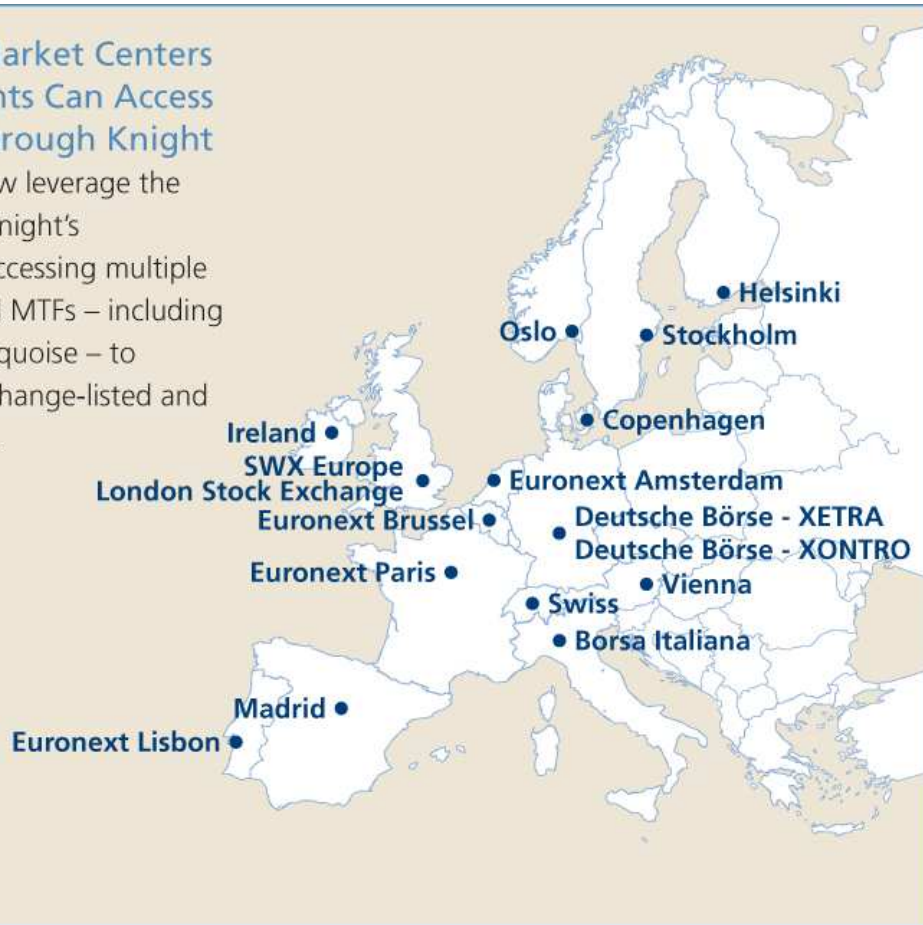 arket Centers
nts Can Access
rough Knight
w leverage the
night's
ccessing multiple
MTFs – including
quoise – to
hange-listed and
Helsinki
Olso
Stockholm
Copenhagen
Ireland
SWX Europe
London Stock Exchange
Euronext Amsterdam
Euronext Brussel
Deutsche Börse - XETRA
Deutsche Börse - XONTRO
Euronext Paris
Vienna
Swiss
Borsa Italiana
Madrid
Euronext Lisbon